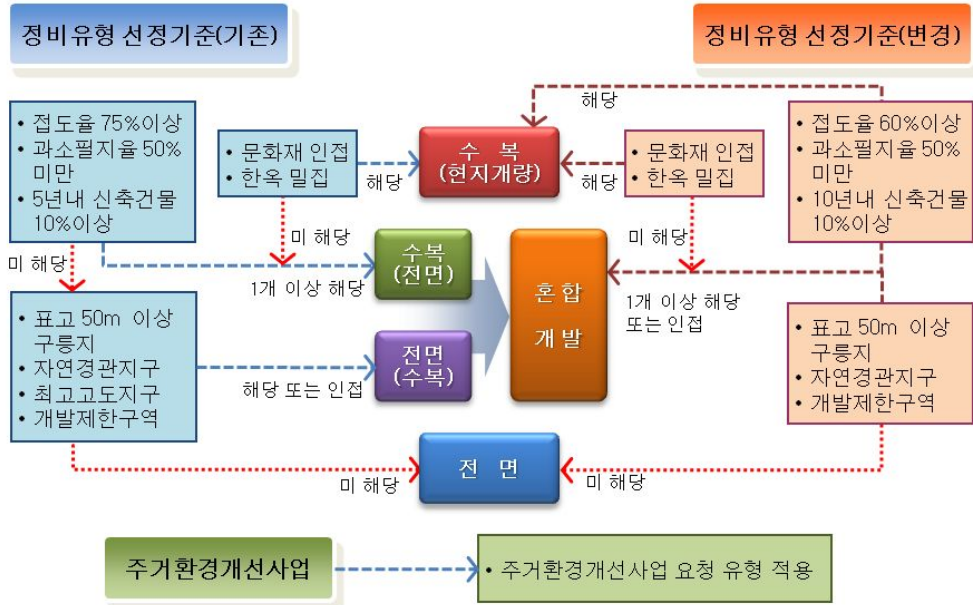 정비유형 선정기준(기존)
정비유형 선정기준(변경)
• 접도율 75%이상
• 과소필지율 50%
미만
• 5년내 신축건물
10%이상
• 문화재 인접
• 한옥 밀집
해당
수 복
(현지개량)
해당
해당
• 문화재 인접
• 한옥 밀집
• 접도율 60%이상
• 과소필지율 50%
미만
• 10년내 신축건물
10%이상
미 해당
미 해당
1개 이상 해당
수복
(전면)
혼 합
개 발
미 해당
1개 이상 해당
또는 인접
• 표고 50m 이상
구릉지
• 자연경관지구
• 최고고도지구
• 개발제한구역
해당 또는 인접
전면
(수복)
• 표고 50m 이상
구릉지
• 자연경관지구
• 개발제한구역
미 해당
전 면
미 해당
주거환경개선사업
• 주거환경개선사업 요청 유형 적용